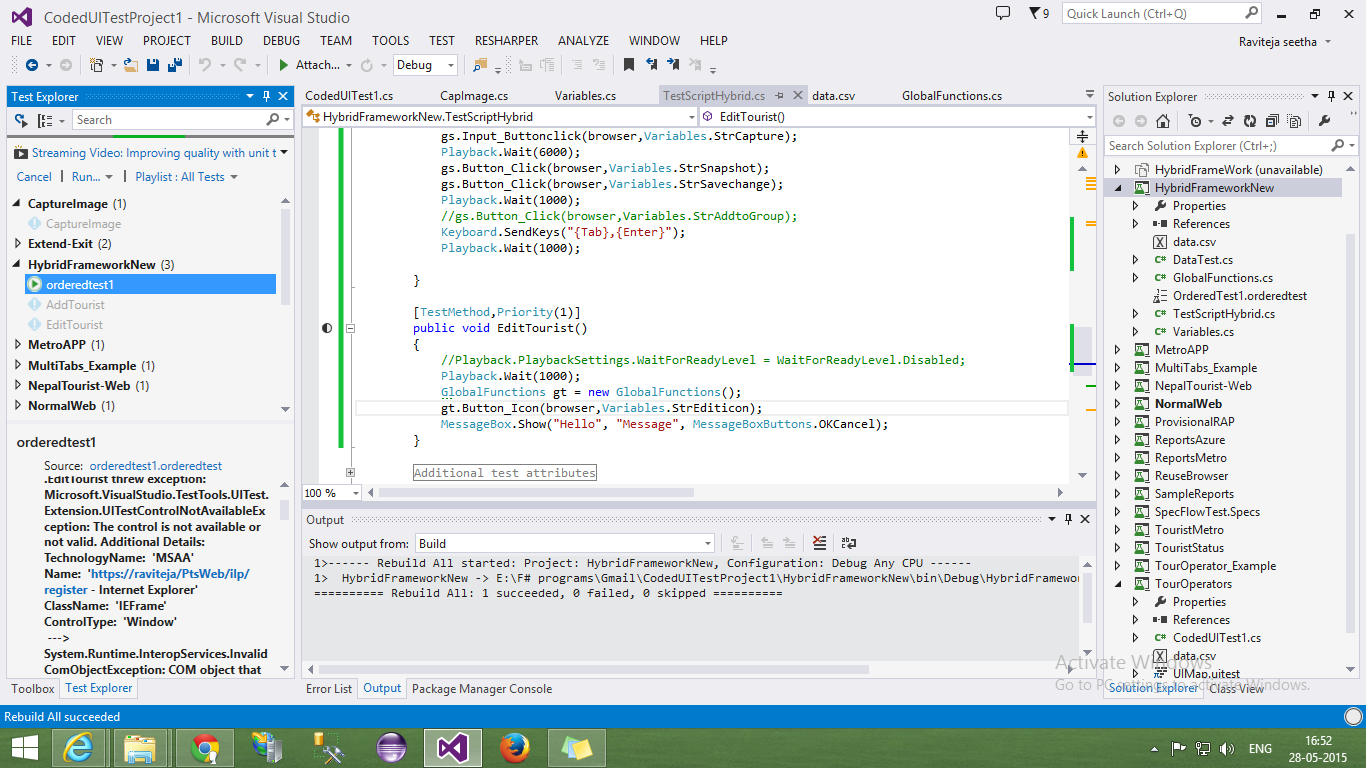 CodedUITestProject1 - Microsoft Visual Studio
9
Quick Launch (Ctrl+Q)
FILE EDIT VIEW PROJECT BUILD DEBUG TEAM TOOLS TEST RESHARPER ANALYZE WINDOW HELP
Raviteja seetha
Attach...
Debug
Test Explorer
Search
Streaming Video: Improving quality with unit t
Cancel Run... Playlist : All Tests
CaptureImage (1)
CaptureImage
Extend-Exit (2)
HybridFrameworkNew (3)
orderedtest1
AddTourist
EditTourist
MetroAPP (1)
MultiTabs_Example (1)
NepalTourist-Web (1)
NormalWeb (1)
orderedtest1
Source: orderedtest1.orderedtest
.EditTourist threw exception:
Microsoft.VisualStudio.TestTools.UITest.
Extension.UITestControlNotAvailableEx
ception: The control is not available or
not valid. Additional Details:
TechnologyName: 'MSAA'
Name: 'https://raviteja/PtsWeb/ilp/
register - Internet Explorer'
ClassName: 'IEFrame'
ControlType: 'Window'
--->
System.Runtime.InteropServices.Invalid
ComObjectException: COM object that
Toolbox Test Explorer
CodedUITest1.cs CapImage.cs Variables.cs TestScriptHybrid.cs data.csv GlobalFunctions.cs
HybridFrameworkNew.TestScriptHybrid
EditTourist()
gs.Input_Buttonclick(browser,Variables.StrCapture);
Playback.Wait(6000);
gs.Button_Click(browser,Variables.StrSnapshot);
gs.Button_Click(browser,Variables.StrSavechange);
Playback.Wait(1000);
//gs.Button_Click(browser,Variables.StrAddtoGroup);
Keyboard.SendKeys("{Tab},{Enter}");
Playback.Wait(1000);
}
[TestMethod,Priority(1)]
public void EditTourist()
{
//Playback.PlaybackSettings.WaitForReadyLevel = WaitForReadyLevel.Disabled;
Playback.Wait(1000);
GlobalFunctions gt = new GlobalFunctions();
gt.Button_Icon(browser,Variables.StrEditicon);
MessageBox.Show("Hello", "Message", MessageBoxButtons.OKCancel);
}
Additional test attributes
100 %
Output
Show output from: Build
1>------ Rebuild All started: Project: HybridFrameworkNew, Configuration: Debug Any CPU ------
1>  HybridFrameworkNew -> E:\F# programs\Gmail\CodedUITestProject1\HybridFrameworkNew\bin\Debug\HybridFramewor
========== Rebuild All: 1 succeeded, 0 failed, 0 skipped ==========
Error List Output Package Manager Console
Solution Explorer
Search Solution Explorer (Ctrl+;)
HybridFrameWork (unavailable)
HybridFrameworkNew
Properties
References
data.csv
C# DataTest.cs
C# GlobalFunctions.cs
OrderedTest1.orderedtest
C# TestScriptHybrid.cs
C# Variables.cs
MetroAPP
MultiTabs_Example
NepalTourist-Web
NormalWeb
ProvisionalRAP
ReportsAzure
ReportsMetro
ReuseBrowser
SampleReports
SpecFlowTest.Specs
TouristMetro
TouristStatus
TourOperator_Example
TourOperators
Properties
References
C# CodedUITest1.cs
data.csv
UIMap.uitest
Solution Explorer Class View
Activate Windows
Go to PC settings to activate Windows.
Rebuild All succeeded
ENG
16:52
28-05-2015